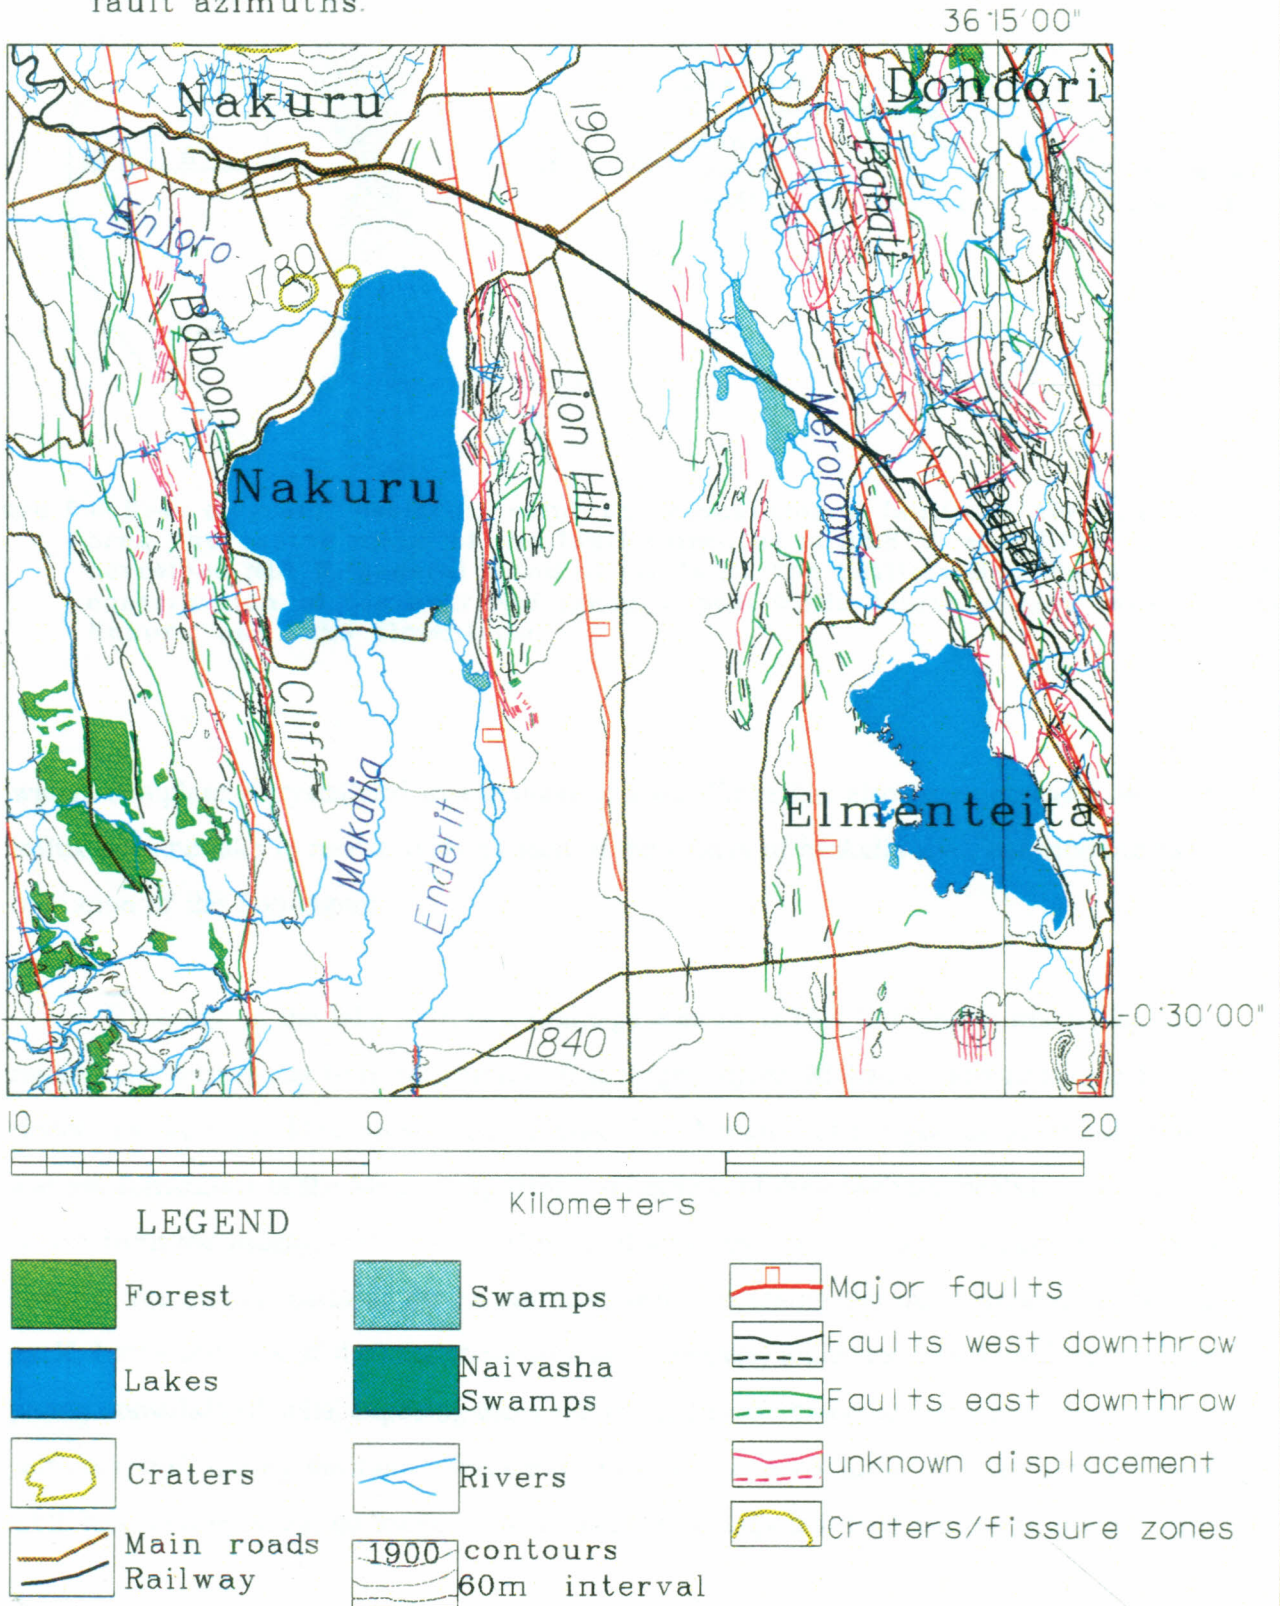 fault azimuths.
36°15'00"
Nakuru
Dondori
1900
Bahati
Enjoro
1780
Baboon
Lion Hill
Nakuru
Meroronyi
Bahati
Cliff
Makalia
Enderit
Elmenteita
-0°30'00"
1840
10 0 10 20
Kilometers
LEGEND
Forest
Lakes
Craters
Main roads
Railway
Swamps
Naivasha
Swamps
Rivers
1900 contours
60m interval
Major faults
Faults west downthrow
Faults east downthrow
unknown displacement
Craters/fissure zones